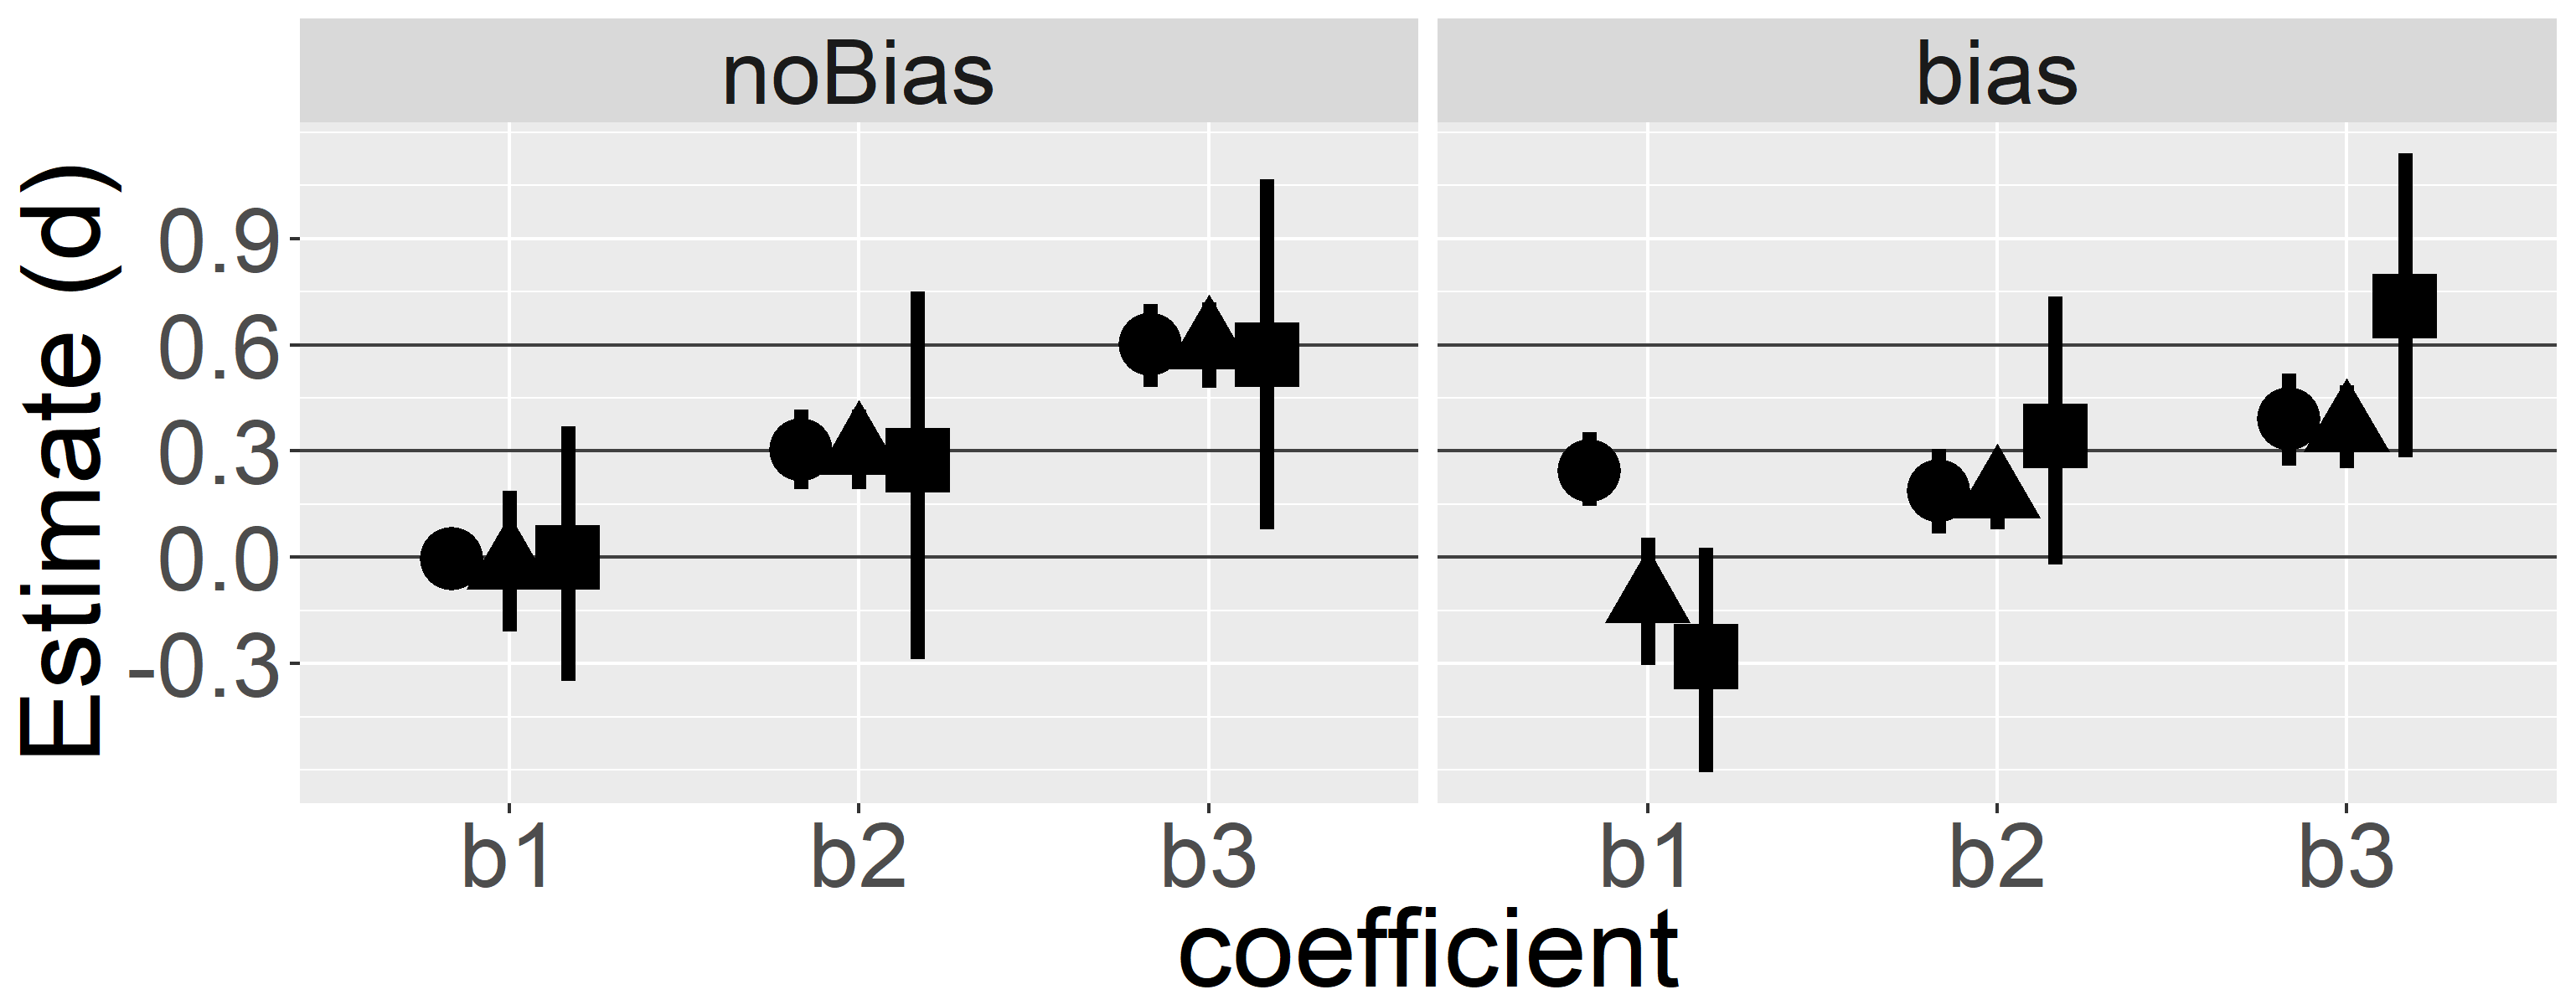 noBias
bias
Estimate (d)
0.9
0.6
0.3
0.0
-0.3
b1 b2 b3
b1 b2 b3
coefficient